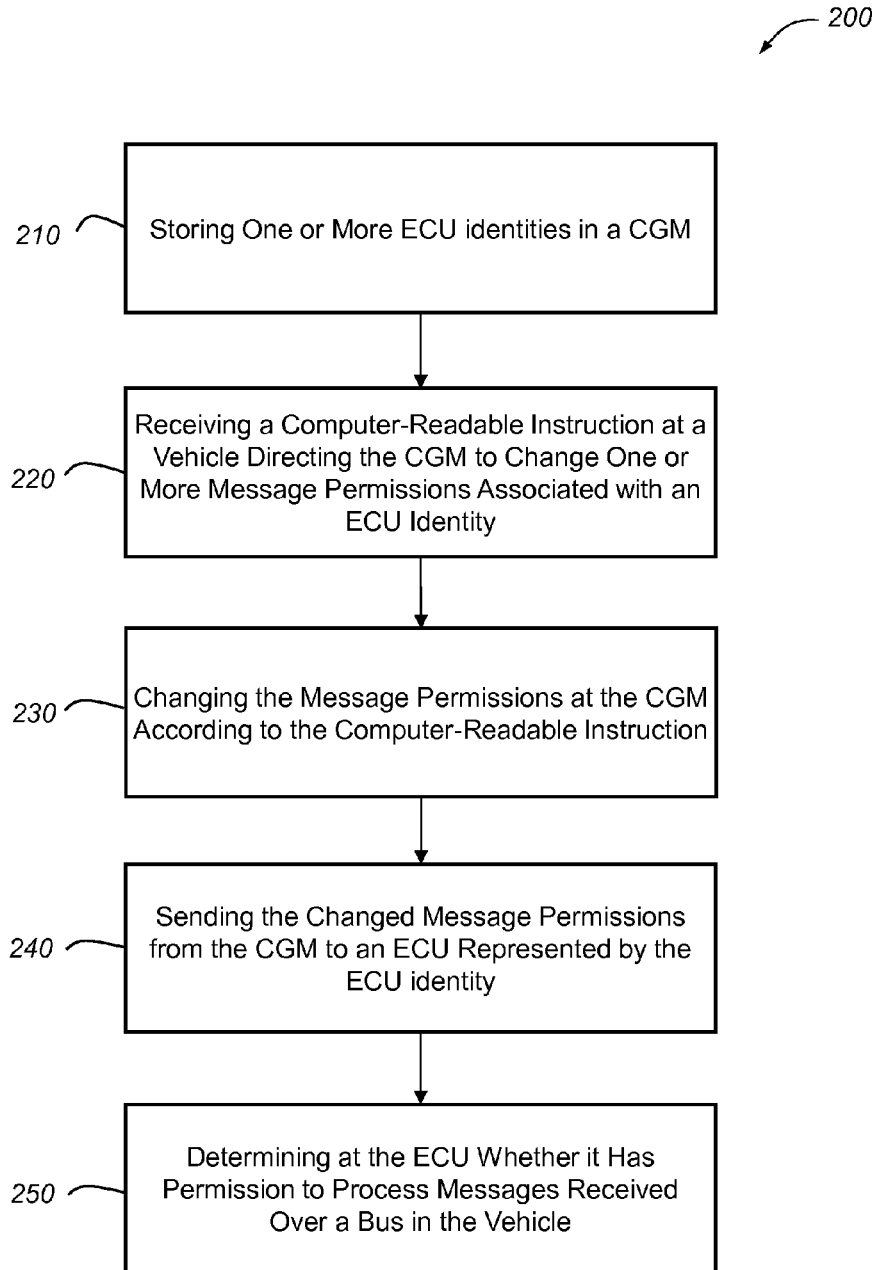 200
210
Storing One or More ECU identities in a CGM
220
Receiving a Computer-Readable Instruction at a
Vehicle Directing the CGM to Change One or
More Message Permissions Associated with an
ECU Identity
230
Changing the Message Permissions at the CGM
According to the Computer-Readable Instruction
240
Sending the Changed Message Permissions
from the CGM to an ECU Represented by the
ECU identity
250
Determining at the ECU Whether it Has
Permission to Process Messages Received
Over a Bus in the Vehicle